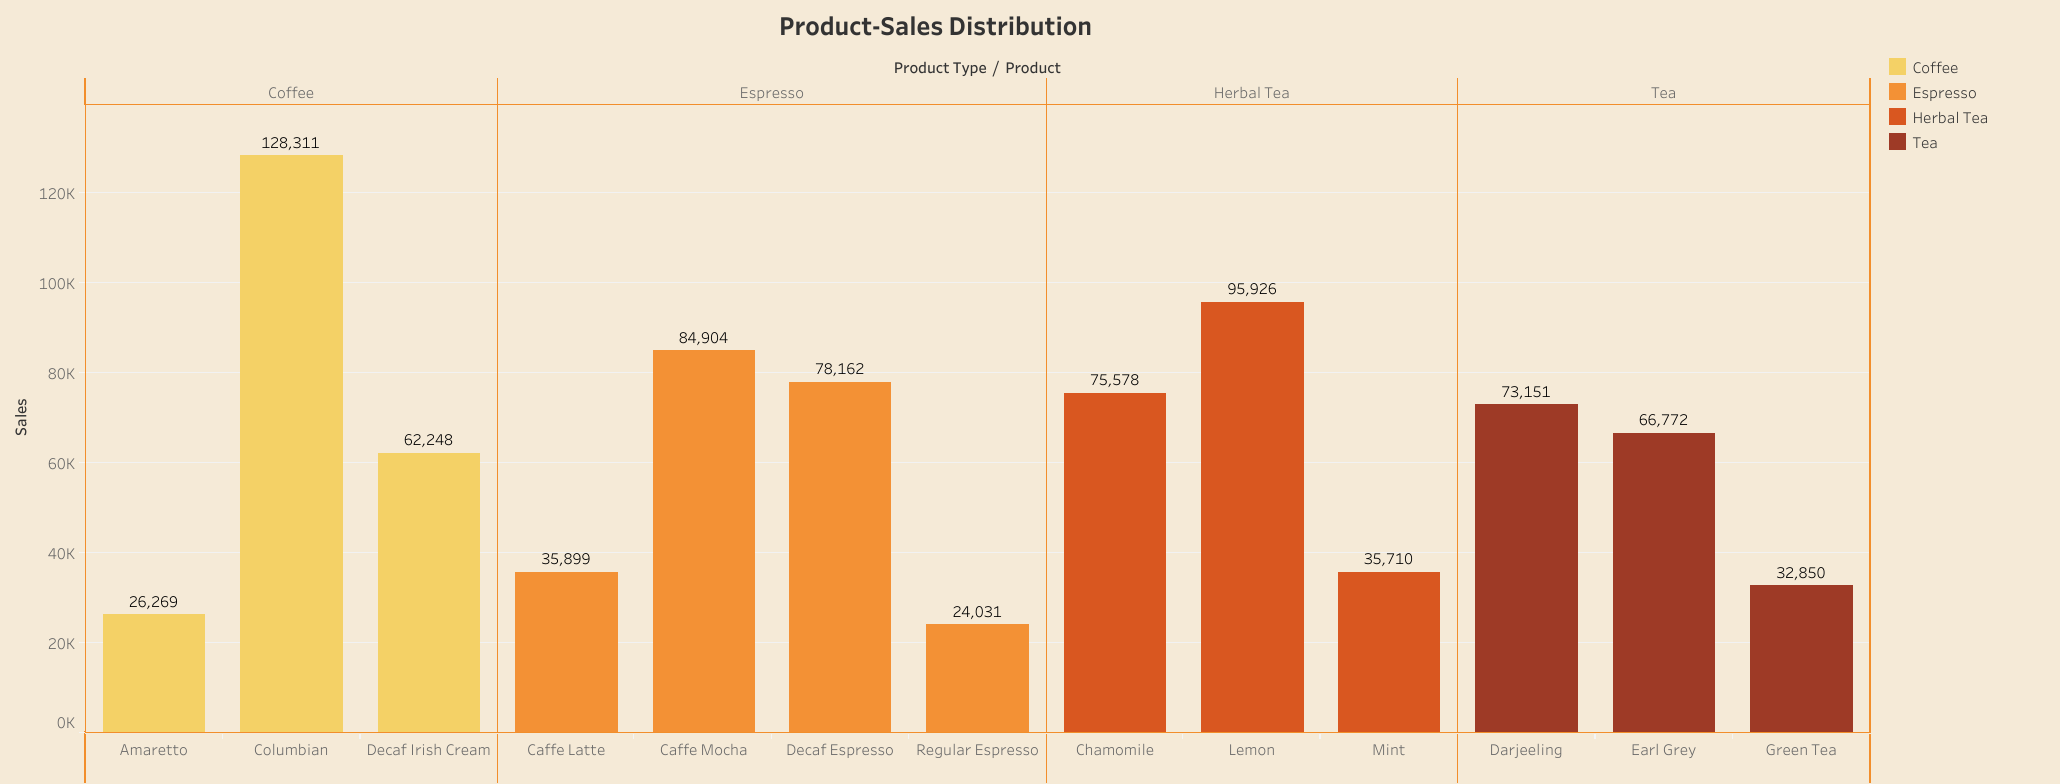 Product-Sales Distribution
Product Type / Product
Coffee Espresso Herbal Tea Tea
Coffee
Espresso
Herbal Tea
Tea
Sales
120K
100K
80K
60K
40K
20K
0K
26,269
128,311
62,248
35,899
84,904
78,162
24,031
75,578
95,926
35,710
73,151
66,772
32,850
Amaretto Columbian Decaf Irish Cream Caffe Latte Caffe Mocha Decaf Espresso Regular Espresso Chamomile Lemon Mint Darjeeling Earl Grey Green Tea